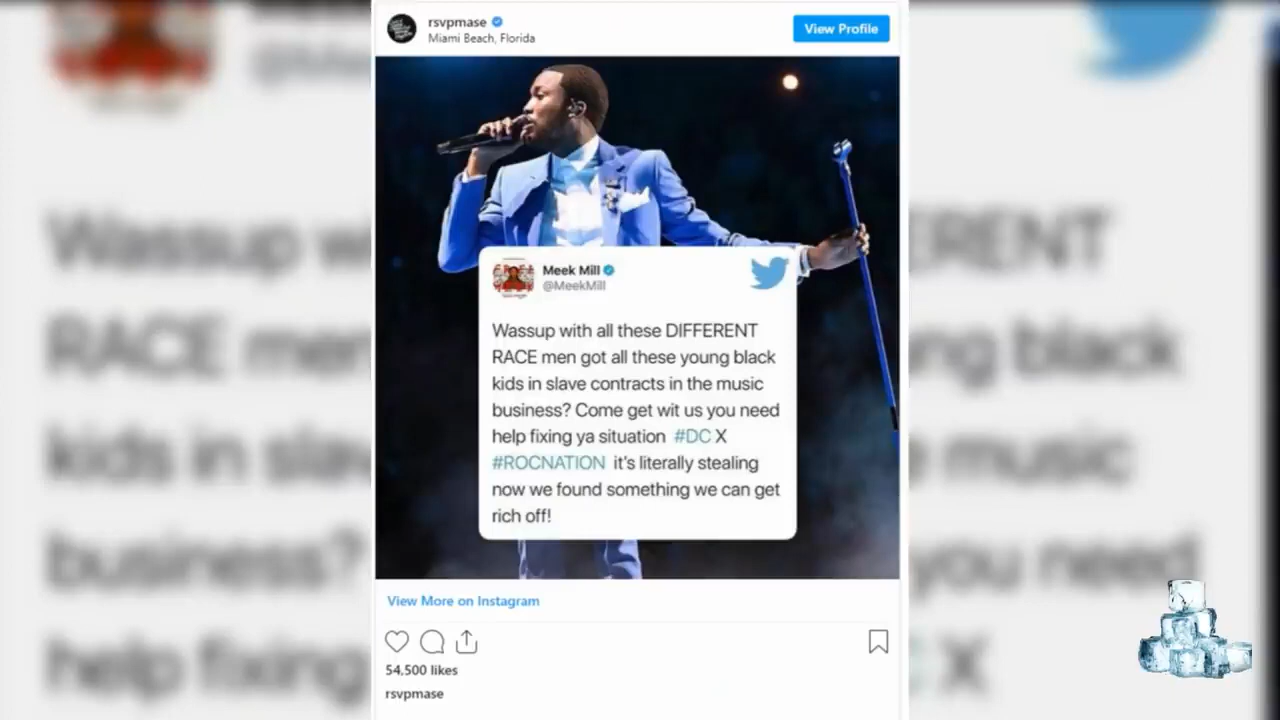 rsvpmase
Miami Beach, Florida
View Profile
Meek Mill
@MeekMill
Wassup with all these DIFFERENT
RACE men got all these young black
kids in slave contracts in the music
business? Come get wit us you need
help fixing ya situation #DC X
#ROCNATION it's literally stealing
now we found something we can get
rich off!
View More on Instagram
54,500 likes
rsvpmase